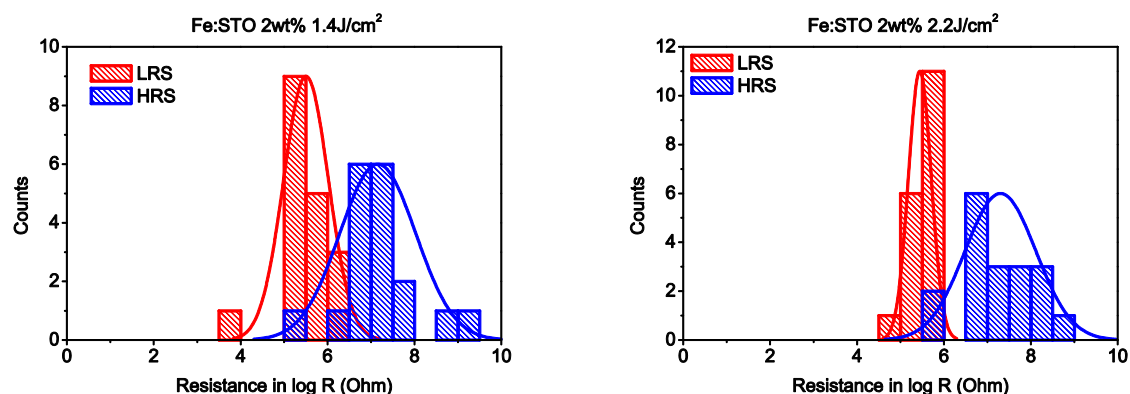 Fe:STO 2wt% 1.4J/cm²
10
8
6
4
2
0
Counts
LRS
HRS
0 2 4 6 8 10
Resistance in log R (Ohm)
Fe:STO 2wt% 2.2J/cm²
12
10
8
6
4
2
0
Counts
LRS
HRS
0 2 4 6 8 10
Resistance in log R (Ohm)